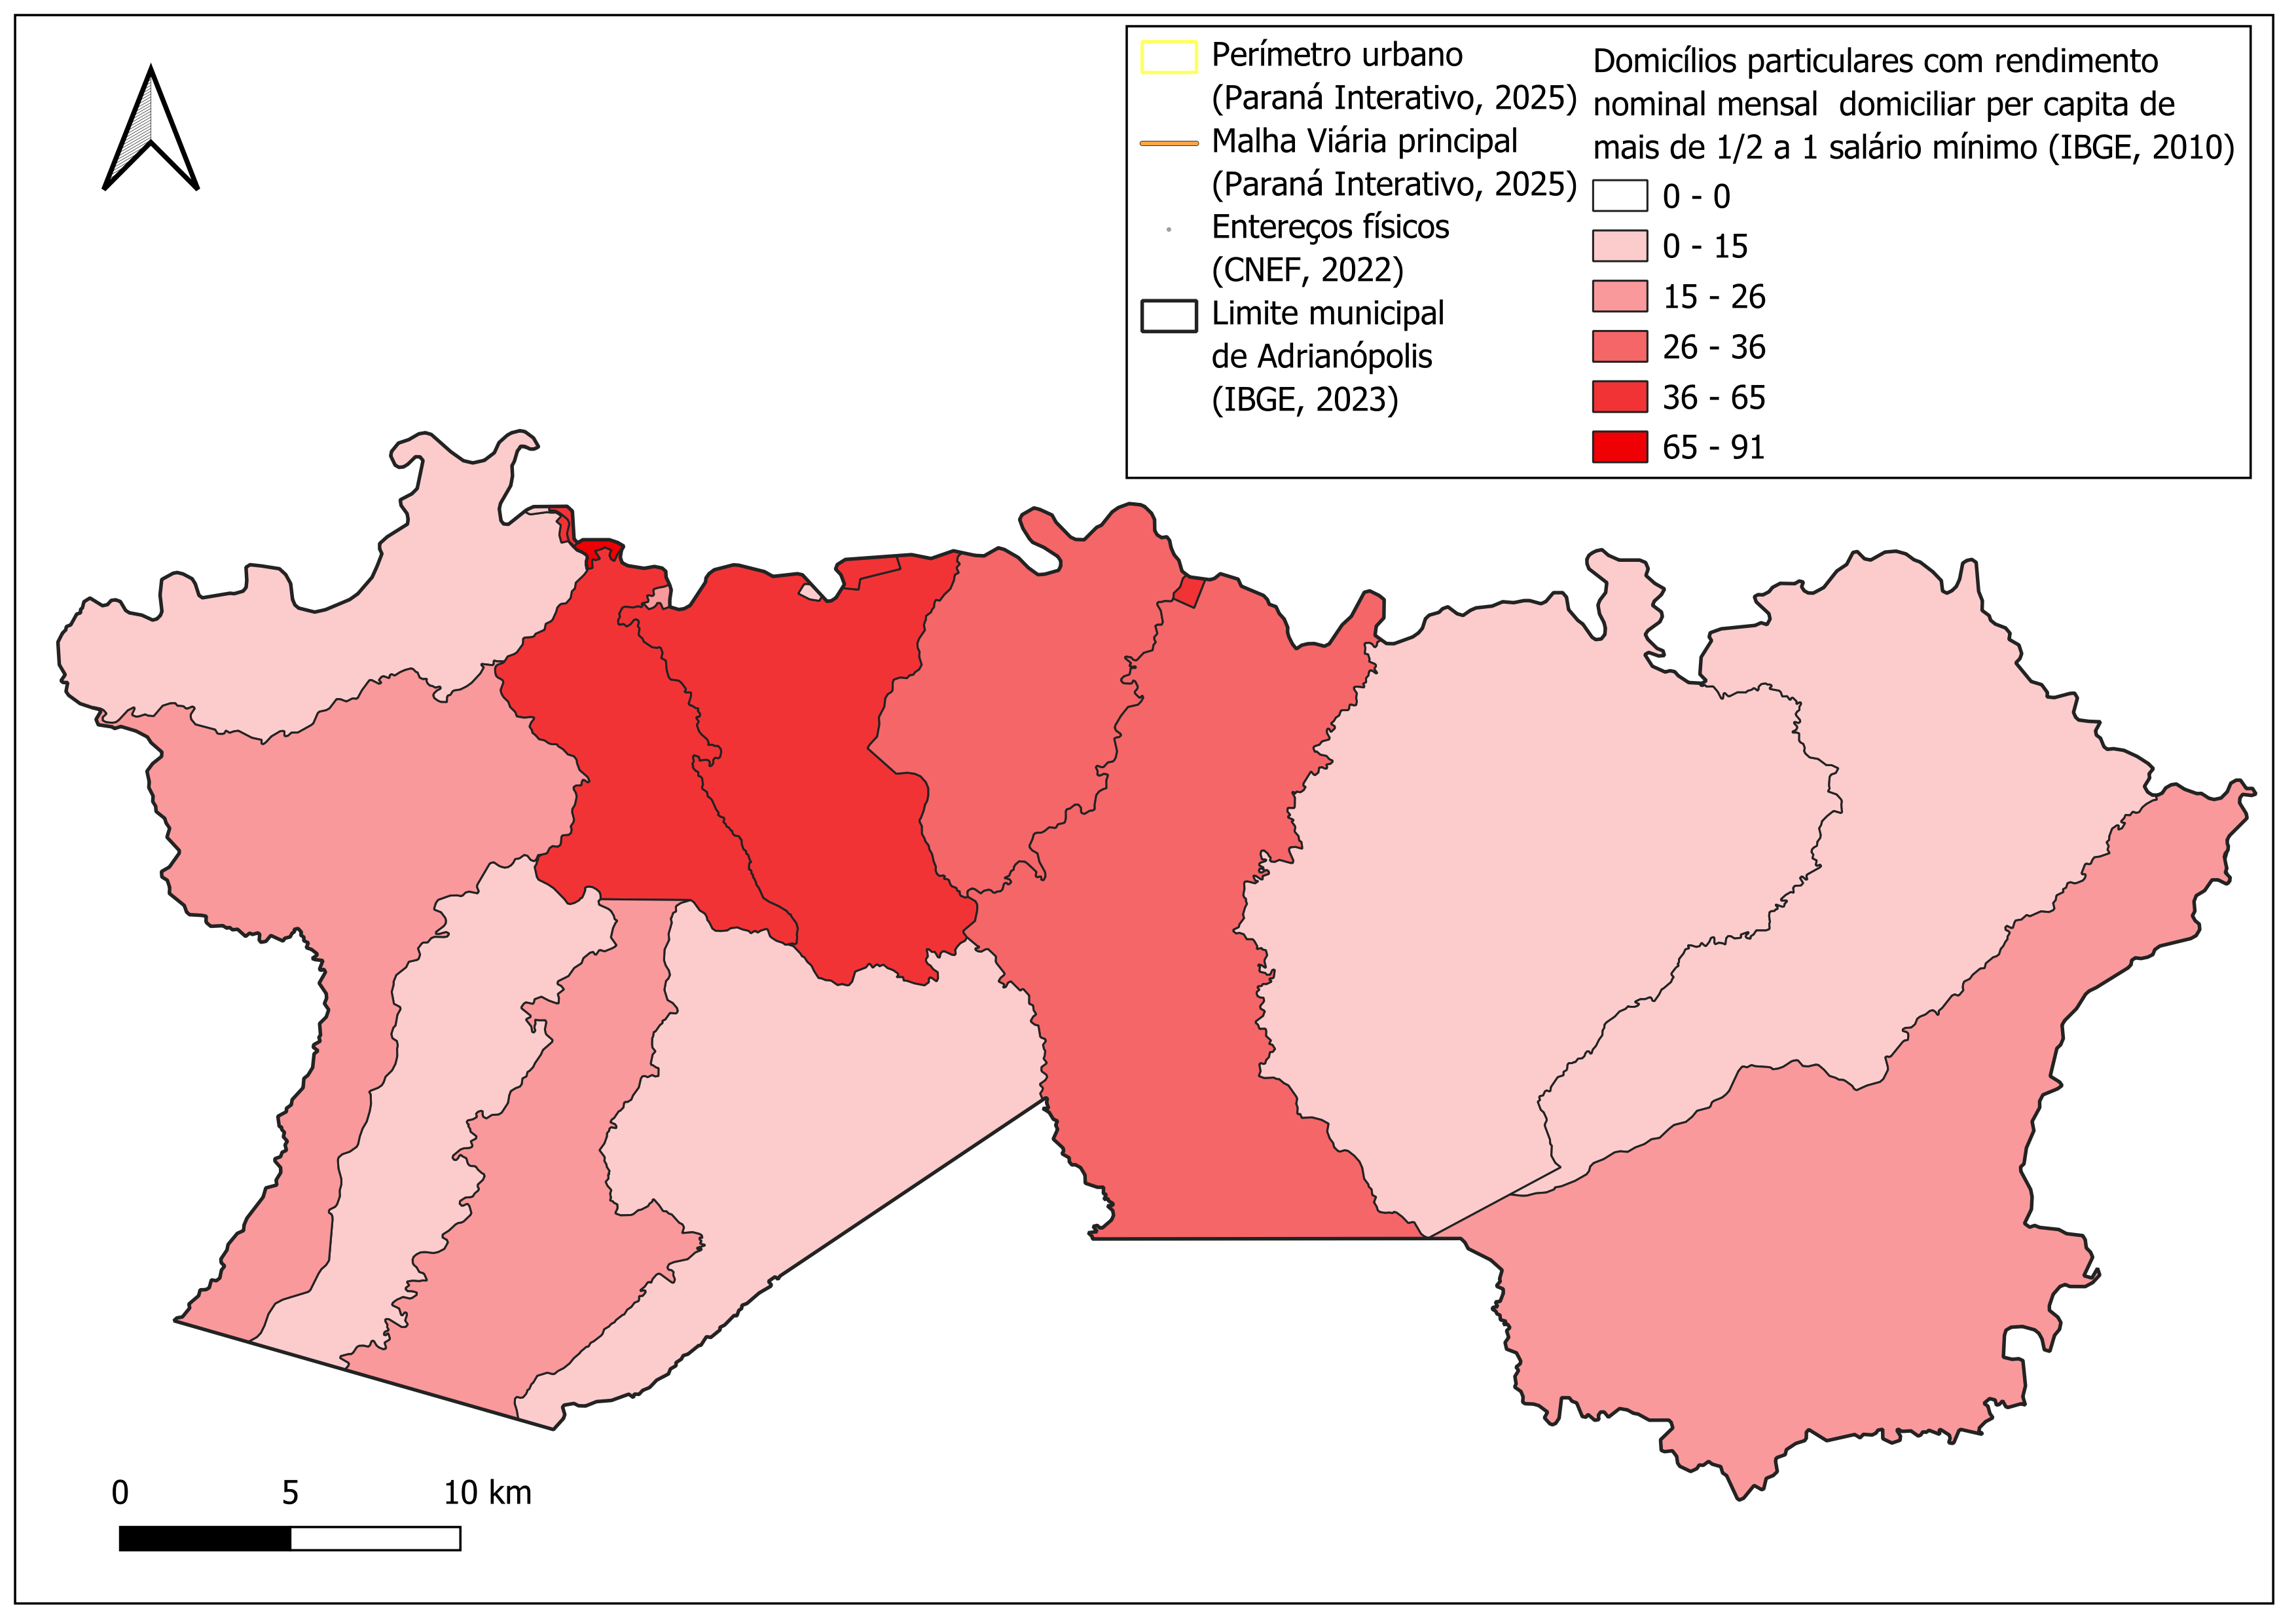 Perímetro urbano
(Paraná Interativo, 2025)
Malha Viária principal
(Paraná Interativo, 2025)
Entereços físicos
(CNEF, 2022)
Limite municipal
de Adrianópolis
(IBGE, 2023)
Domicílios particulares com rendimento
nominal mensal  domiciliar per capita de
mais de 1/2 a 1 salário mínimo (IBGE, 2010)
0 - 0
0 - 15
15 - 26
26 - 36
36 - 65
65 - 91
0 5 10 km